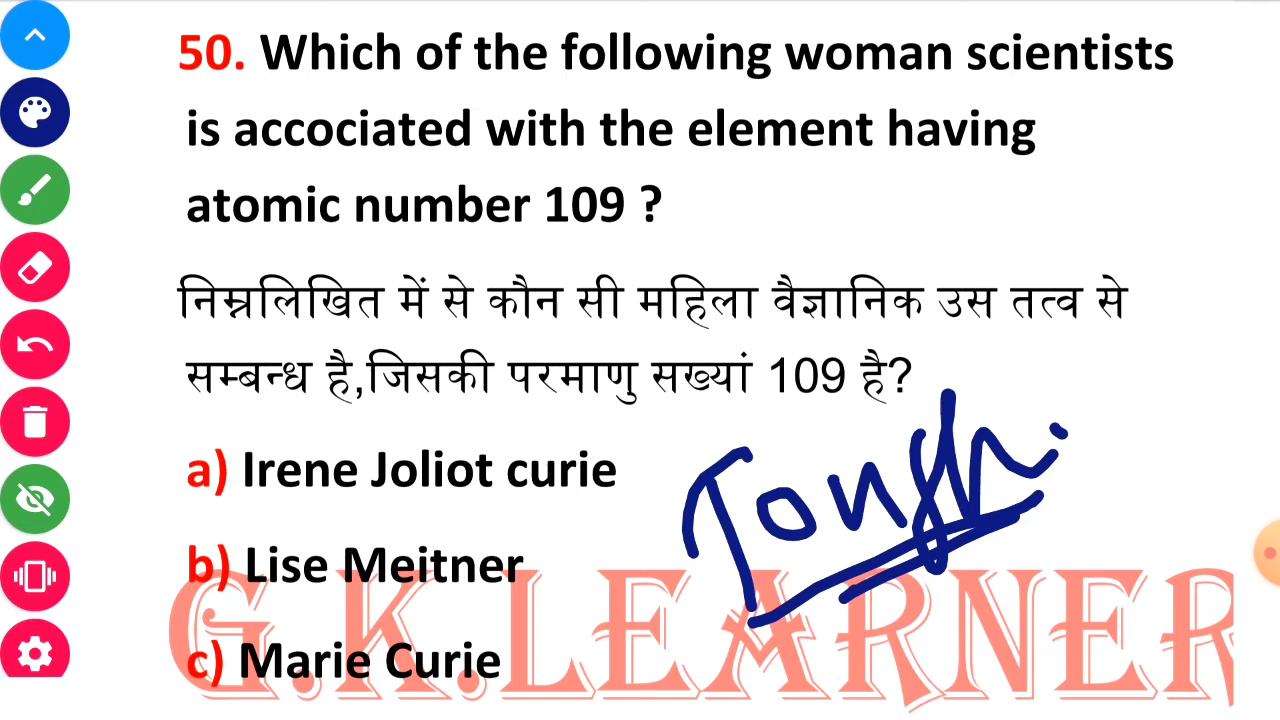 50. Which of the following woman scientists
is accociated with the element having
atomic number 109 ?
निम्नलिखित में से कौन सी महिला वैज्ञानिक उस तत्व से
सम्बन्ध है,जिसकी परमाणु सख्यां 109 है?
a) Irene Joliot curie
Tough.
b) Lise Meitner
G.K.LEARNER
c) Marie Curie